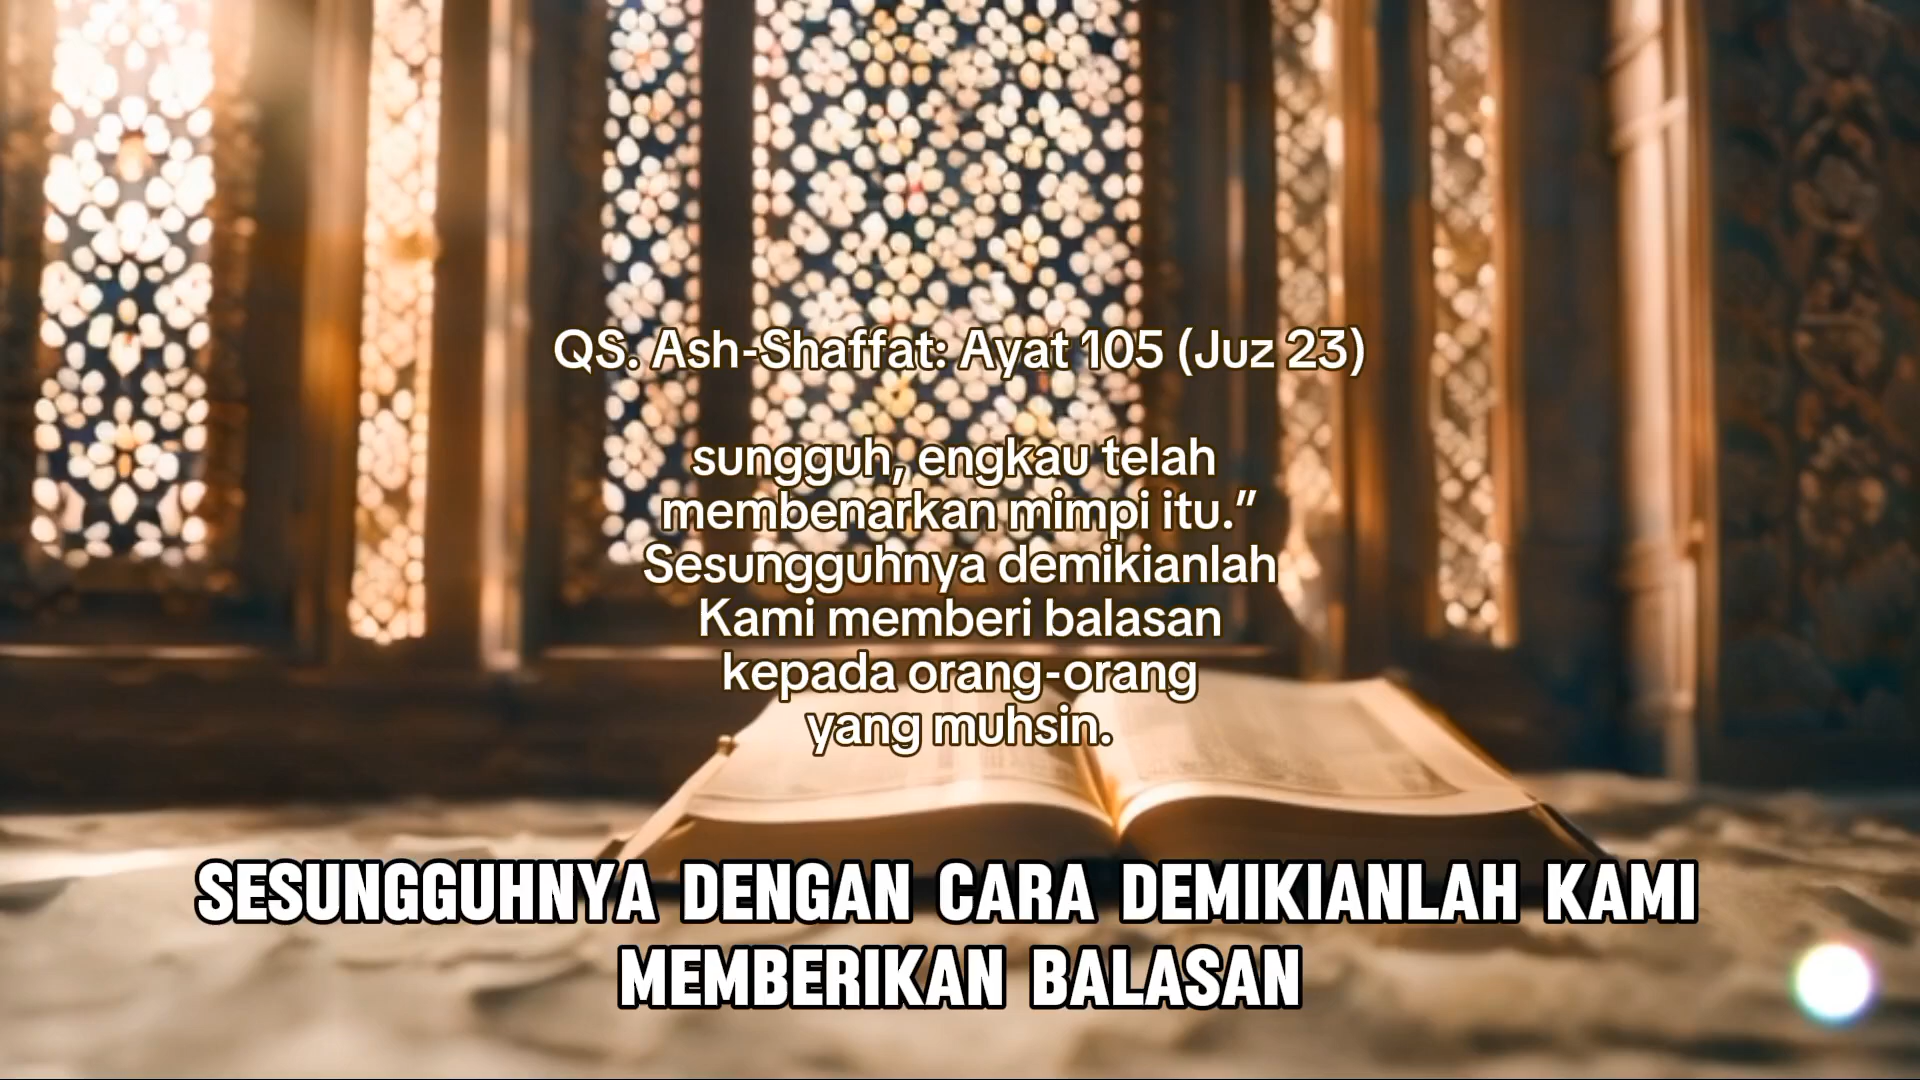 QS. Ash-Shaffat: Ayat 105 (Juz 23)
sungguh, engkau telah
membenarkan mimpi itu.”
Sesungguhnya demikianlah
Kami memberi balasan
kepada orang-orang
yang muhsin.
SESUNGGUHNYA DENGAN CARA DEMIKIANLAH KAMI
MEMBERIKAN BALASAN